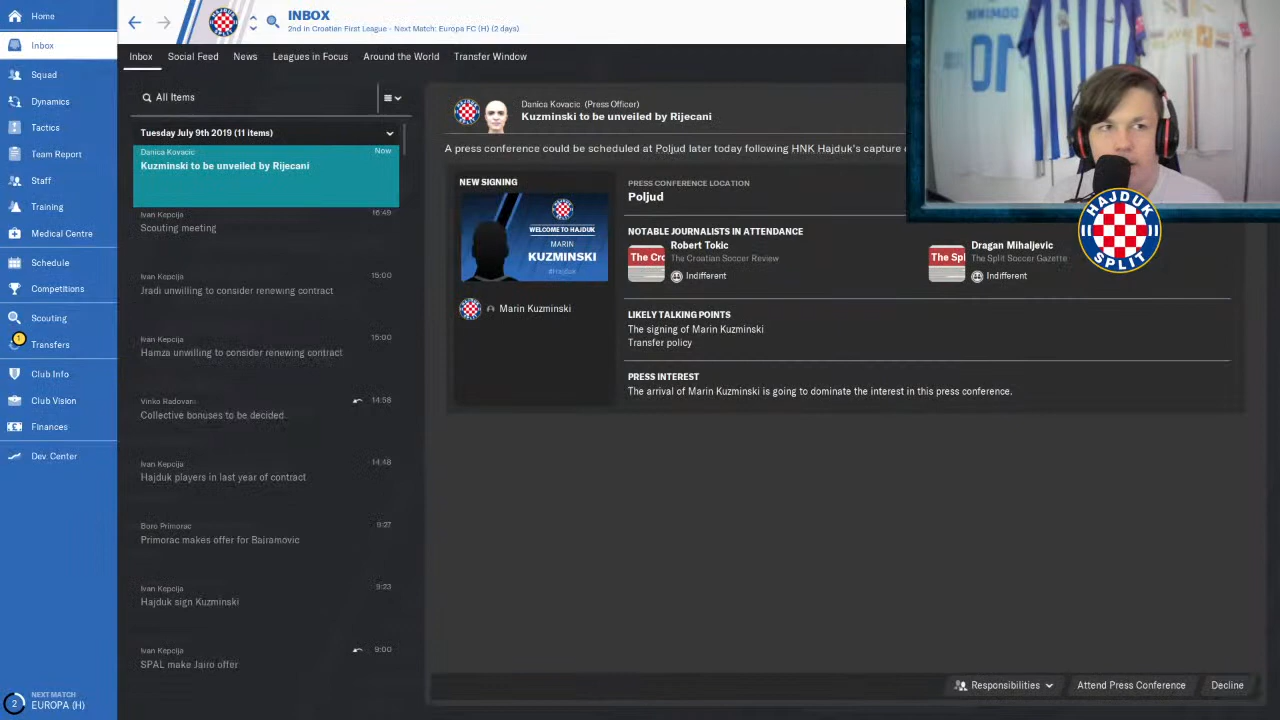 Home
INBOX
2nd in Croatian First League - Next Match: Europa FC (H) (2 days)
Inbox
Squad
Dynamics
Tactics
Team Report
Staff
Training
Medical Centre
Schedule
Competitions
Scouting
1
Transfers
Club Info
Club Vision
Finances
Dev. Center
2
NEXT MATCH
EUROPA (H)
Inbox Social Feed News Leagues in Focus Around the World Transfer Window
All Items
Tuesday July 9th 2019 (11 items)
Danica Kovacic Now
Kuzminski to be unveiled by Rijecani
Ivan Kepcija 16:49
Scouting meeting
Ivan Kepcija 15:00
Jradi unwilling to consider renewing contract
Ivan Kepcija 15:00
Hamza unwilling to consider renewing contract
Vinko Radovani 14:58
Collective bonuses to be decided.
Ivan Kepcija 14:48
Hajduk players in last year of contract
Boro Primorac 9:27
Primorac makes offer for Bajramovic
Ivan Kepcija 9:23
Hajduk sign Kuzminski
Ivan Kepcija 9:00
SPAL make Jairo offer
Danica Kovacic (Press Officer)
Kuzminski to be unveiled by Rijecani
A press conference could be scheduled at Poljud later today following HNK Hajduk's capture
NEW SIGNING
WELCOME TO HAJDUK
MARIN
KUZMINSKI
#Hajduk
Marin Kuzminski
PRESS CONFERENCE LOCATION
Poljud
NOTABLE JOURNALISTS IN ATTENDANCE
The Cro
Robert Tokic
The Croatian Soccer Review
Indifferent
The Spl
Dragan Mihaljevic
The Split Soccer Gazette
Indifferent
LIKELY TALKING POINTS
The signing of Marin Kuzminski
Transfer policy
PRESS INTEREST
The arrival of Marin Kuzminski is going to dominate the interest in this press conference.
Responsibilities
Attend Press Conference
Decline
DOMINIK
10
HAJDUK
SPLIT